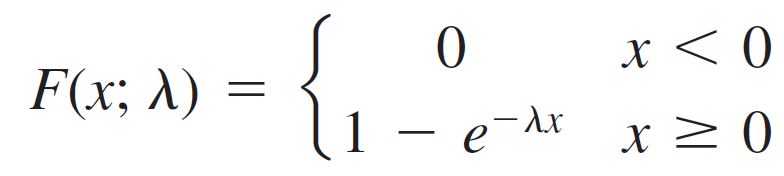 F(x; λ) = { 0 x < 0
1 − e^{−λx} x ≥ 0